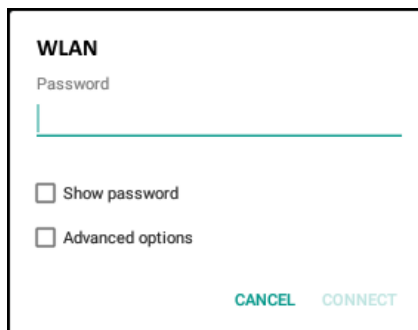 WLAN
Password
Show password
Advanced options
CANCEL CONNECT